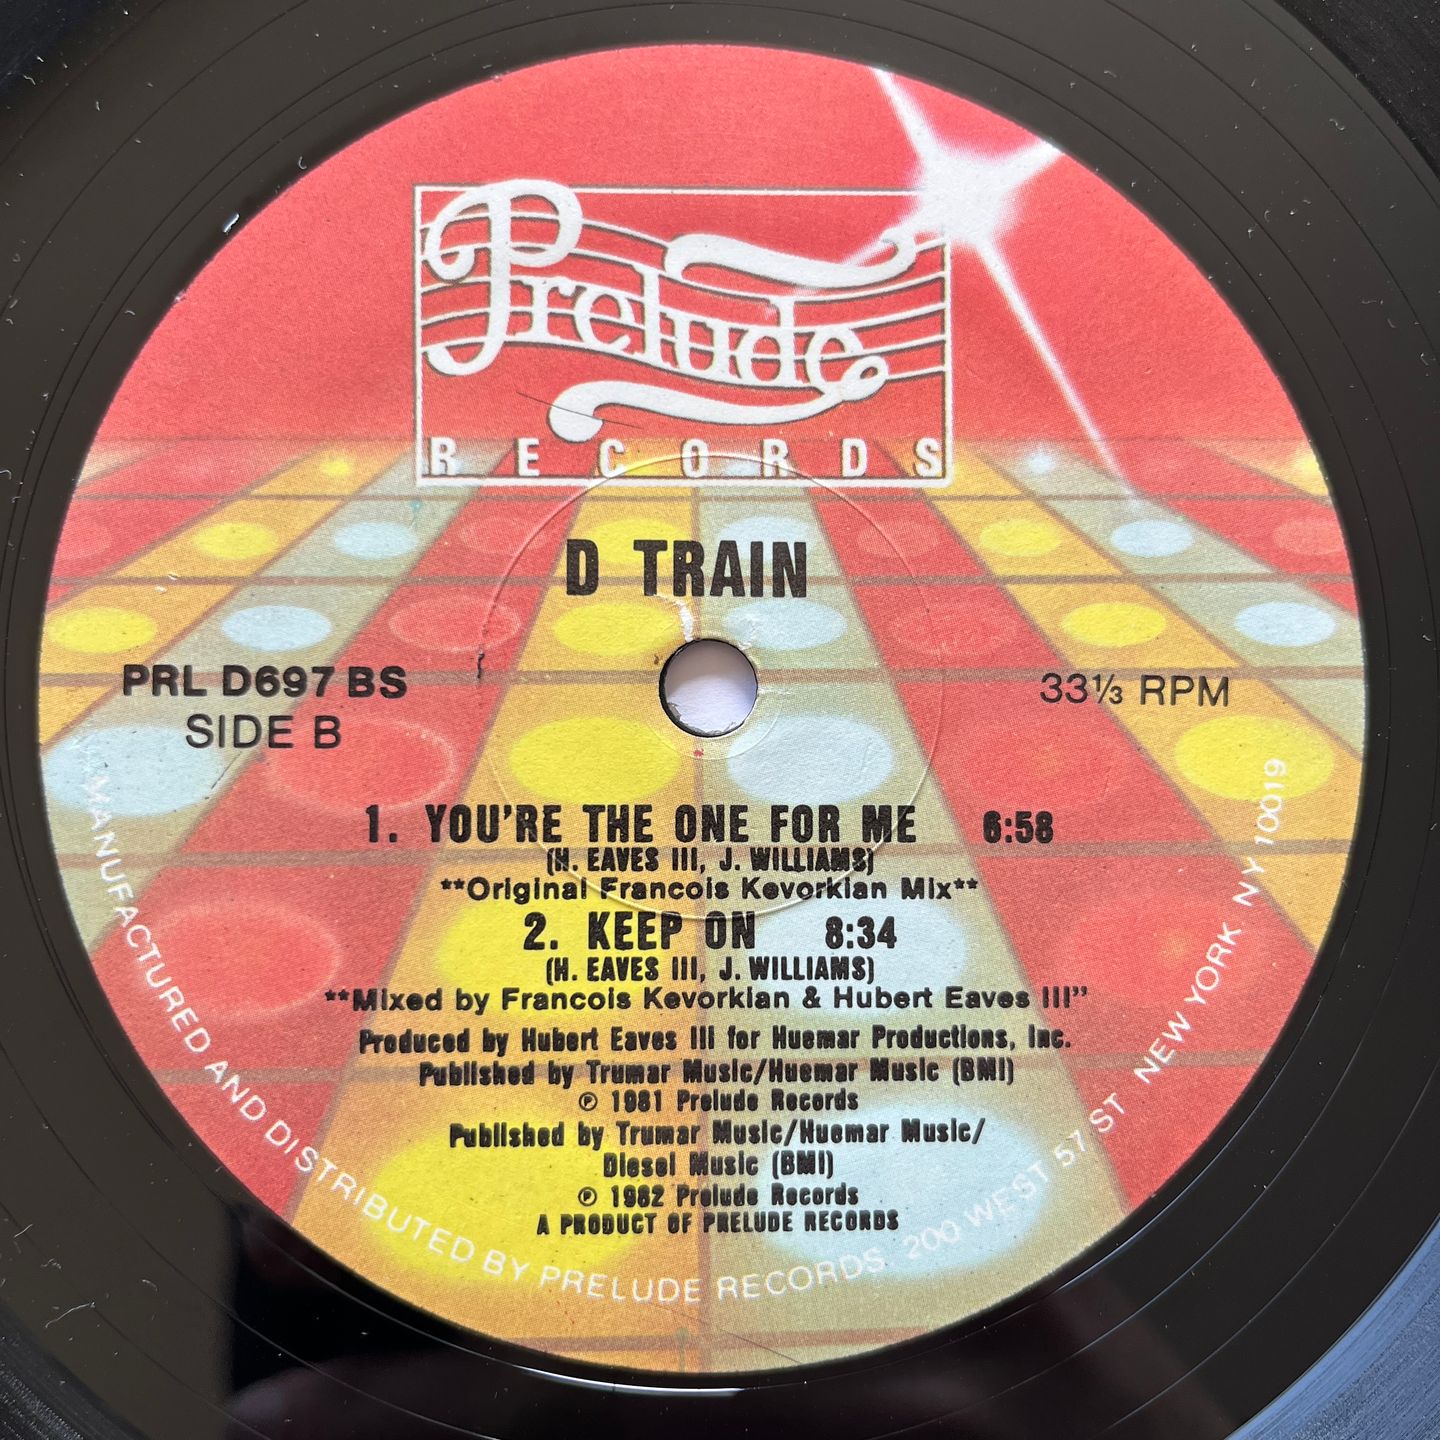 Prelude
RECORDS
D TRAIN
PRL D697 BS
SIDE B
33⅓ RPM
1. YOU'RE THE ONE FOR ME 6:58
(H. EAVES III, J. WILLIAMS)
**Original Francois Kevorkian Mix**
2. KEEP ON 8:34
(H. EAVES III, J. WILLIAMS)
**Mixed by Francois Kevorkian & Hubert Eaves III"
Produced by Hubert Eaves III for Huemar Productions, Inc.
Published by Trumar Music/Huemar Music (BMI)
℗ 1981 Prelude Records
Published by Trumar Music/Huemar Music/
Diesel Music (BMI)
℗ 1982 Prelude Records
A PRODUCT OF PRELUDE RECORDS
MANUFACTURED AND DISTRIBUTED BY PRELUDE RECORDS. 200 WEST 57 ST NEW YORK NY 10019